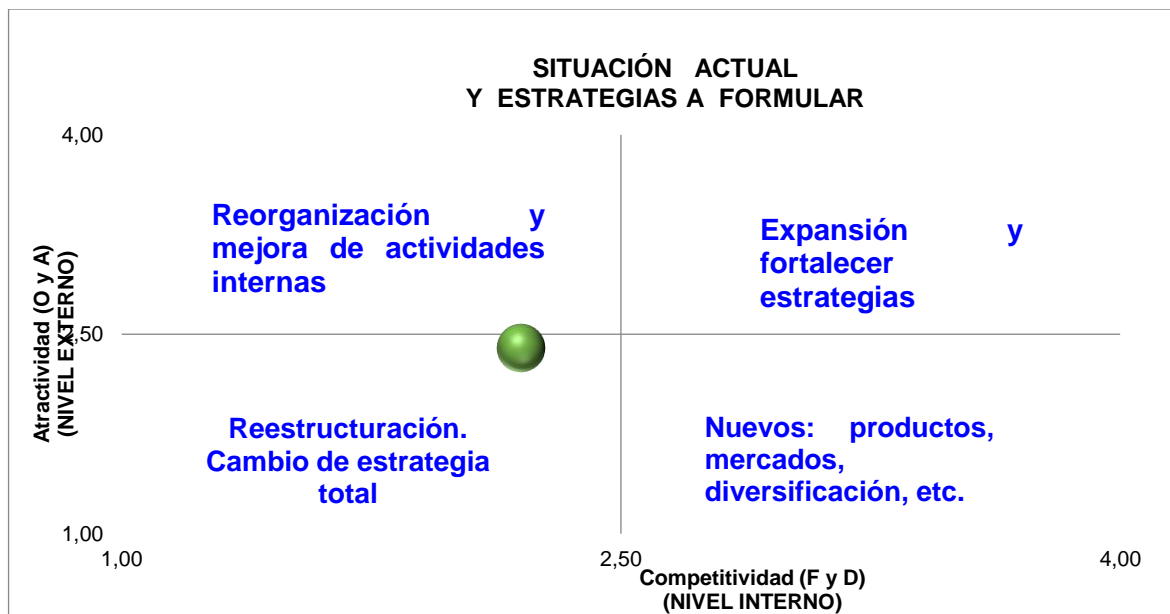 SITUACIÓN ACTUAL
Y ESTRATEGIAS A FORMULAR
4,00
Reorganización y
mejora de actividades
internas
Expansión y
fortalecer
estrategias
Atractividad (O y A)
(NIVEL EXTERNO)
,50
Reestructuración.
Cambio de estrategia
total
Nuevos: productos,
mercados,
diversificación, etc.
1,00
1,00
2,50
4,00
Competitividad (F y D)
(NIVEL INTERNO)